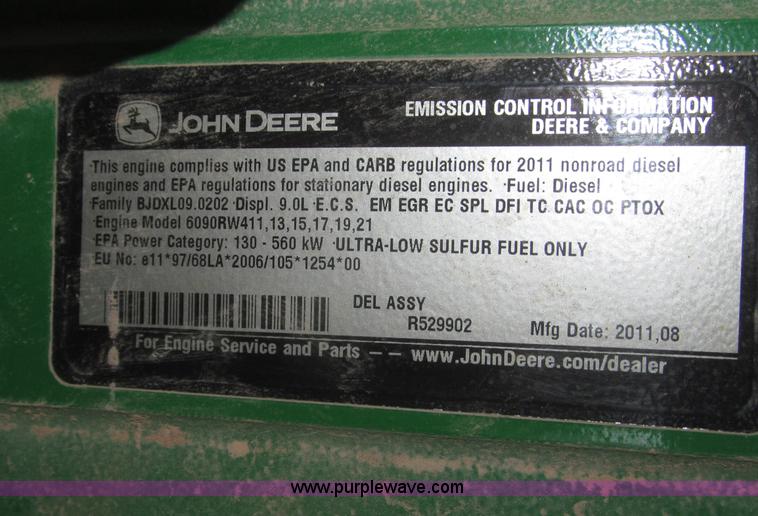 JOHN DEERE
EMISSION CONTROL INFORMATION
DEERE & COMPANY
This engine complies with US EPA and CARB regulations for 2011 nonroad diesel
engines and EPA regulations for stationary diesel engines. ·Fuel: Diesel
·Family BJDXL09.0202 ·Displ. 9.0L ·E.C.S. EM EGR EC SPL DFI TC CAC OC PTOX
·Engine Model 6090RW411,13,15,17,19,21
·EPA Power Category: 130 - 560 kW ·ULTRA-LOW SULFUR FUEL ONLY
EU No: e11*97/68LA*2006/105*1254*00
DEL ASSY
R529902
Mfg Date: 2011,08
For Engine Service and Parts – – www.JohnDeere.com/dealer
www.purplewave.com